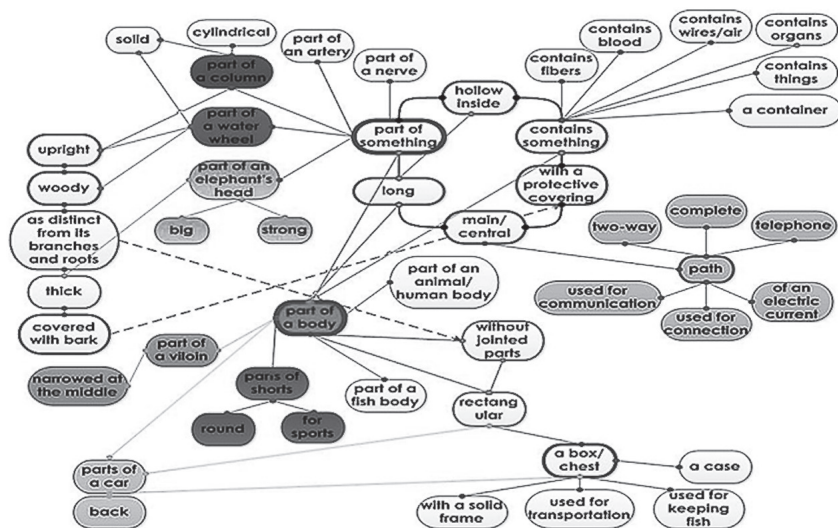 solid
cylindrical
part of
a column
part of
a water
wheel
part of
an artery
part of
a nerve
hollow
inside
contains
fibers
contains
blood
contains
wires/air
contains
organs
contains
things
a container
part of
something
contains
something
upright
woody
as distinct
from its
branches
and roots
thick
covered
with bark
part of an
elephant's
head
big
strong
long
main/
central
with a
protective
covering
two-way
complete
telephone
path
used for
communication
used for
connection
of an
electric
current
part of an
animal/
human body
part of
a body
without
jointed
parts
part of
a viloin
narrowed at
the middle
paris of
shorts
round
for
sports
part of a
fish body
rectang
ular
parts of
a car
back
a box/
chest
a case
with a solid
frame
used for
transportation
used for
keeping
fish